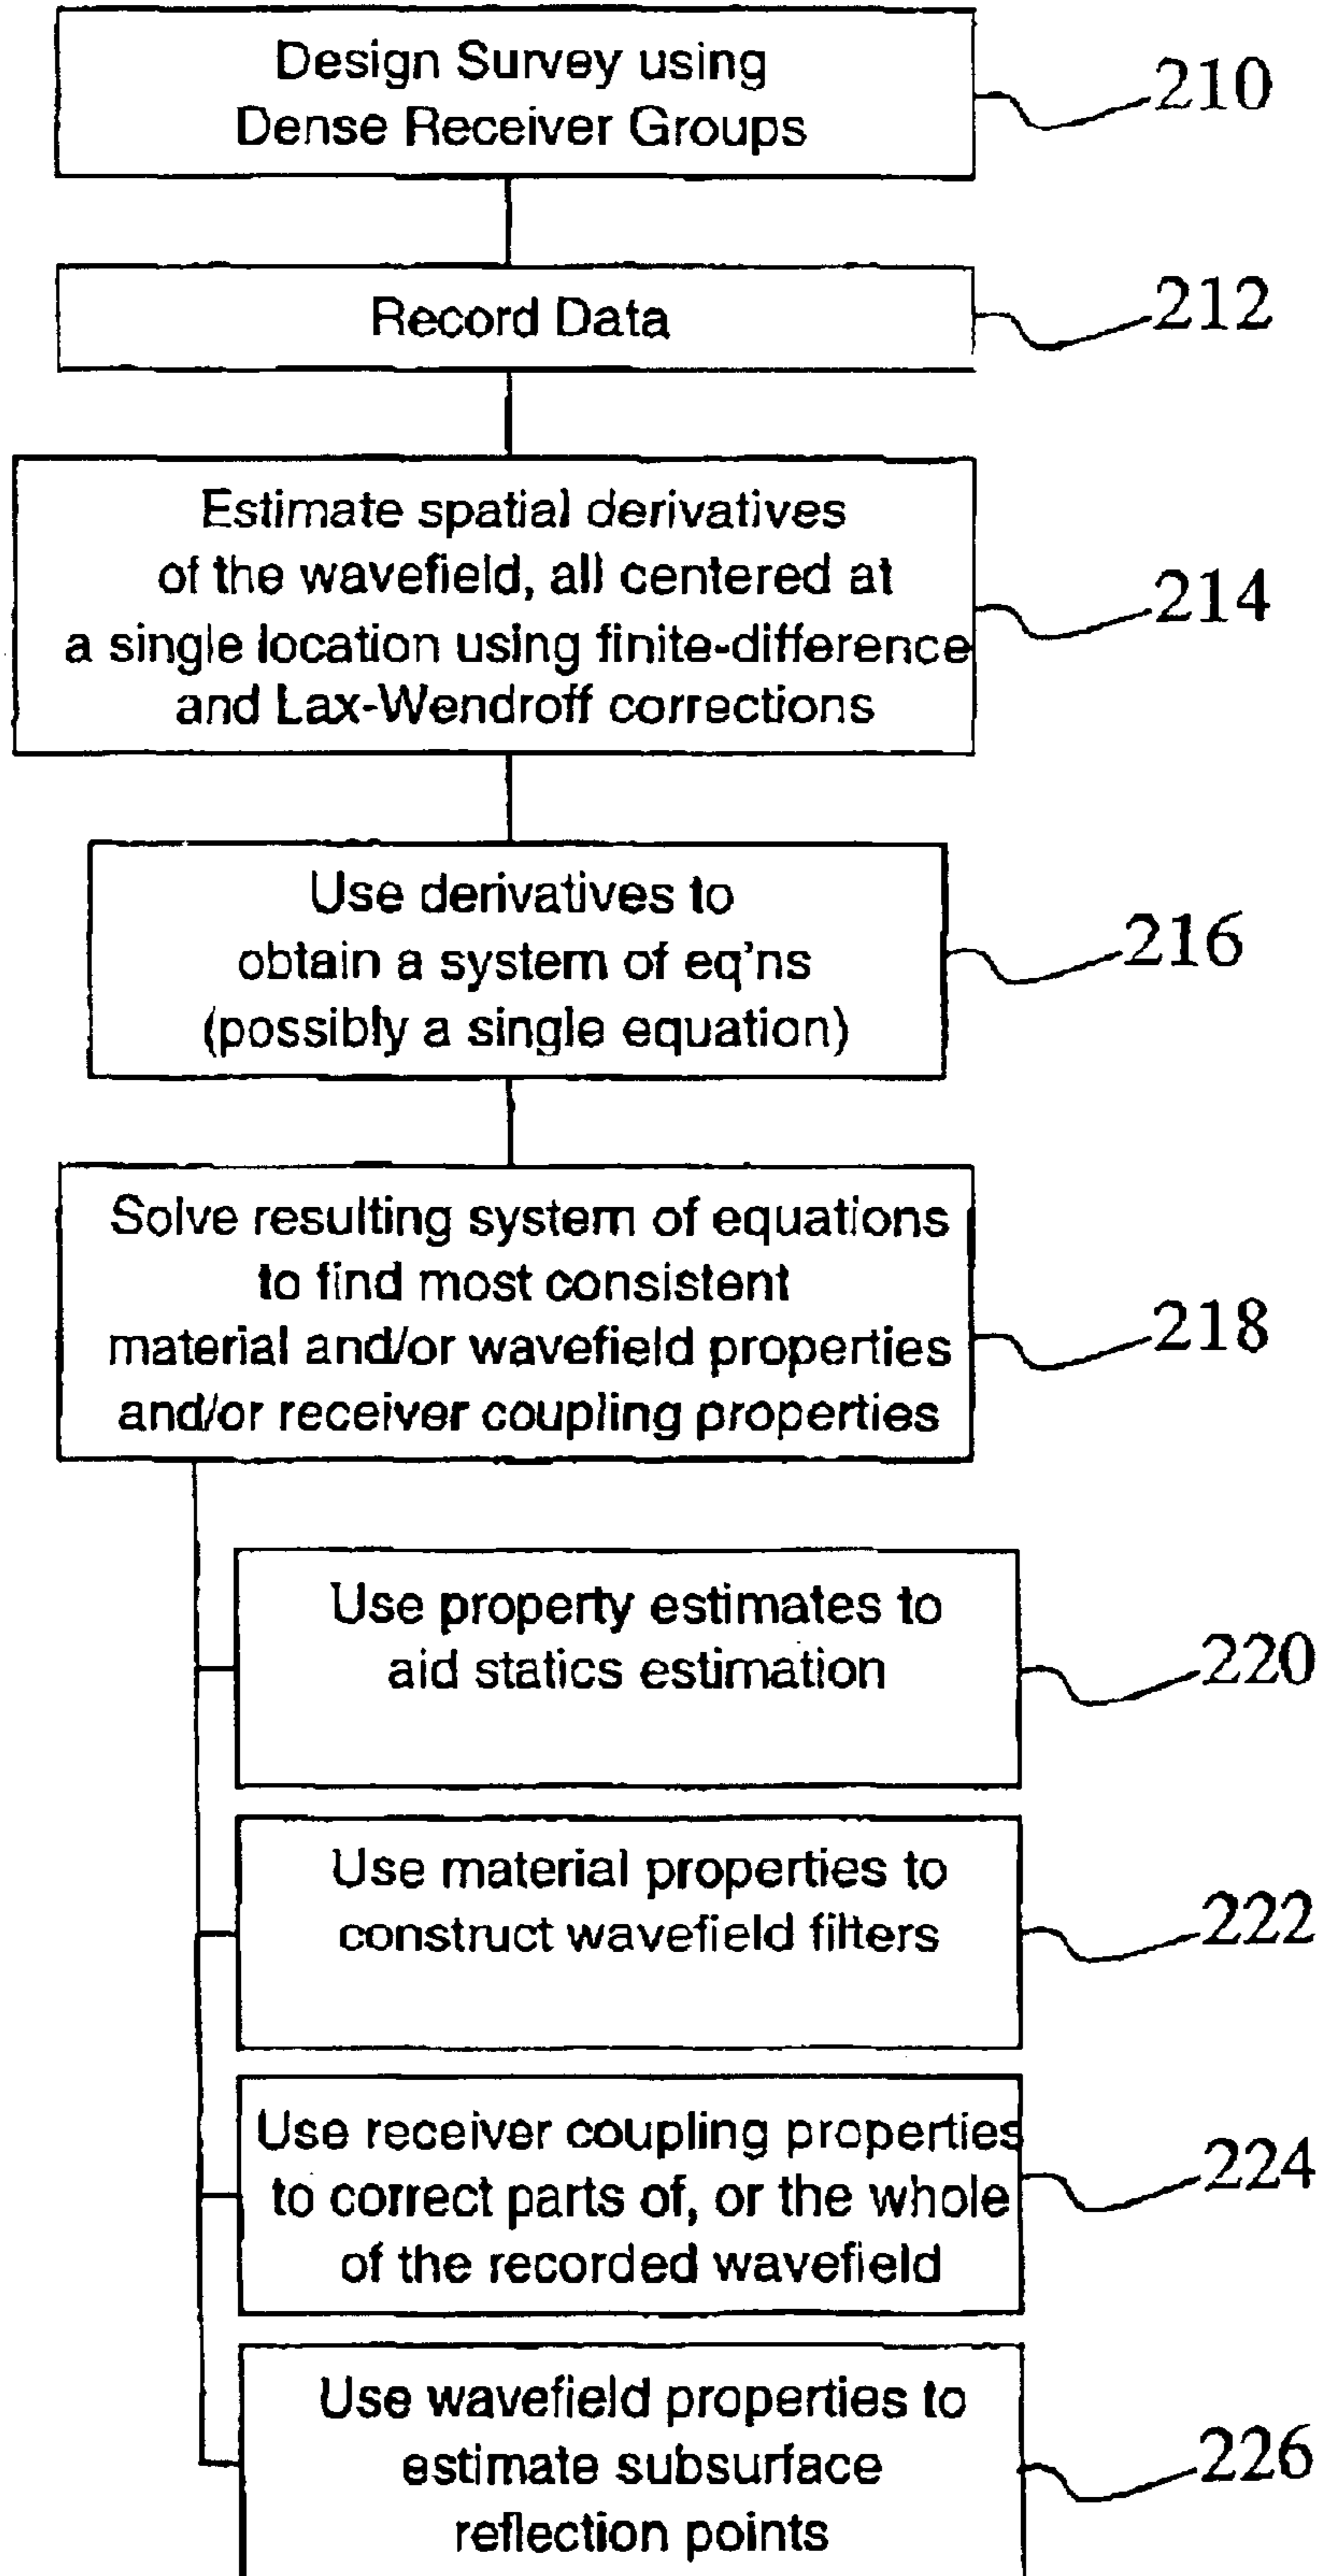 Design Survey using
Dense Receiver Groups
210
Record Data
212
Estimate spatial derivatives
of the wavefield, all centered at
a single location using finite-difference
and Lax-Wendroff corrections
214
Use derivatives to
obtain a system of eq'ns
(possibly a single equation)
216
Solve resulting system of equations
to find most consistent
material and/or wavefield properties
and/or receiver coupling properties
218
Use property estimates to
aid statics estimation
220
Use material properties to
construct wavefield filters
222
Use receiver coupling properties
to correct parts of, or the whole
of the recorded wavefield
224
Use wavefield properties to
estimate subsurface
reflection points
226